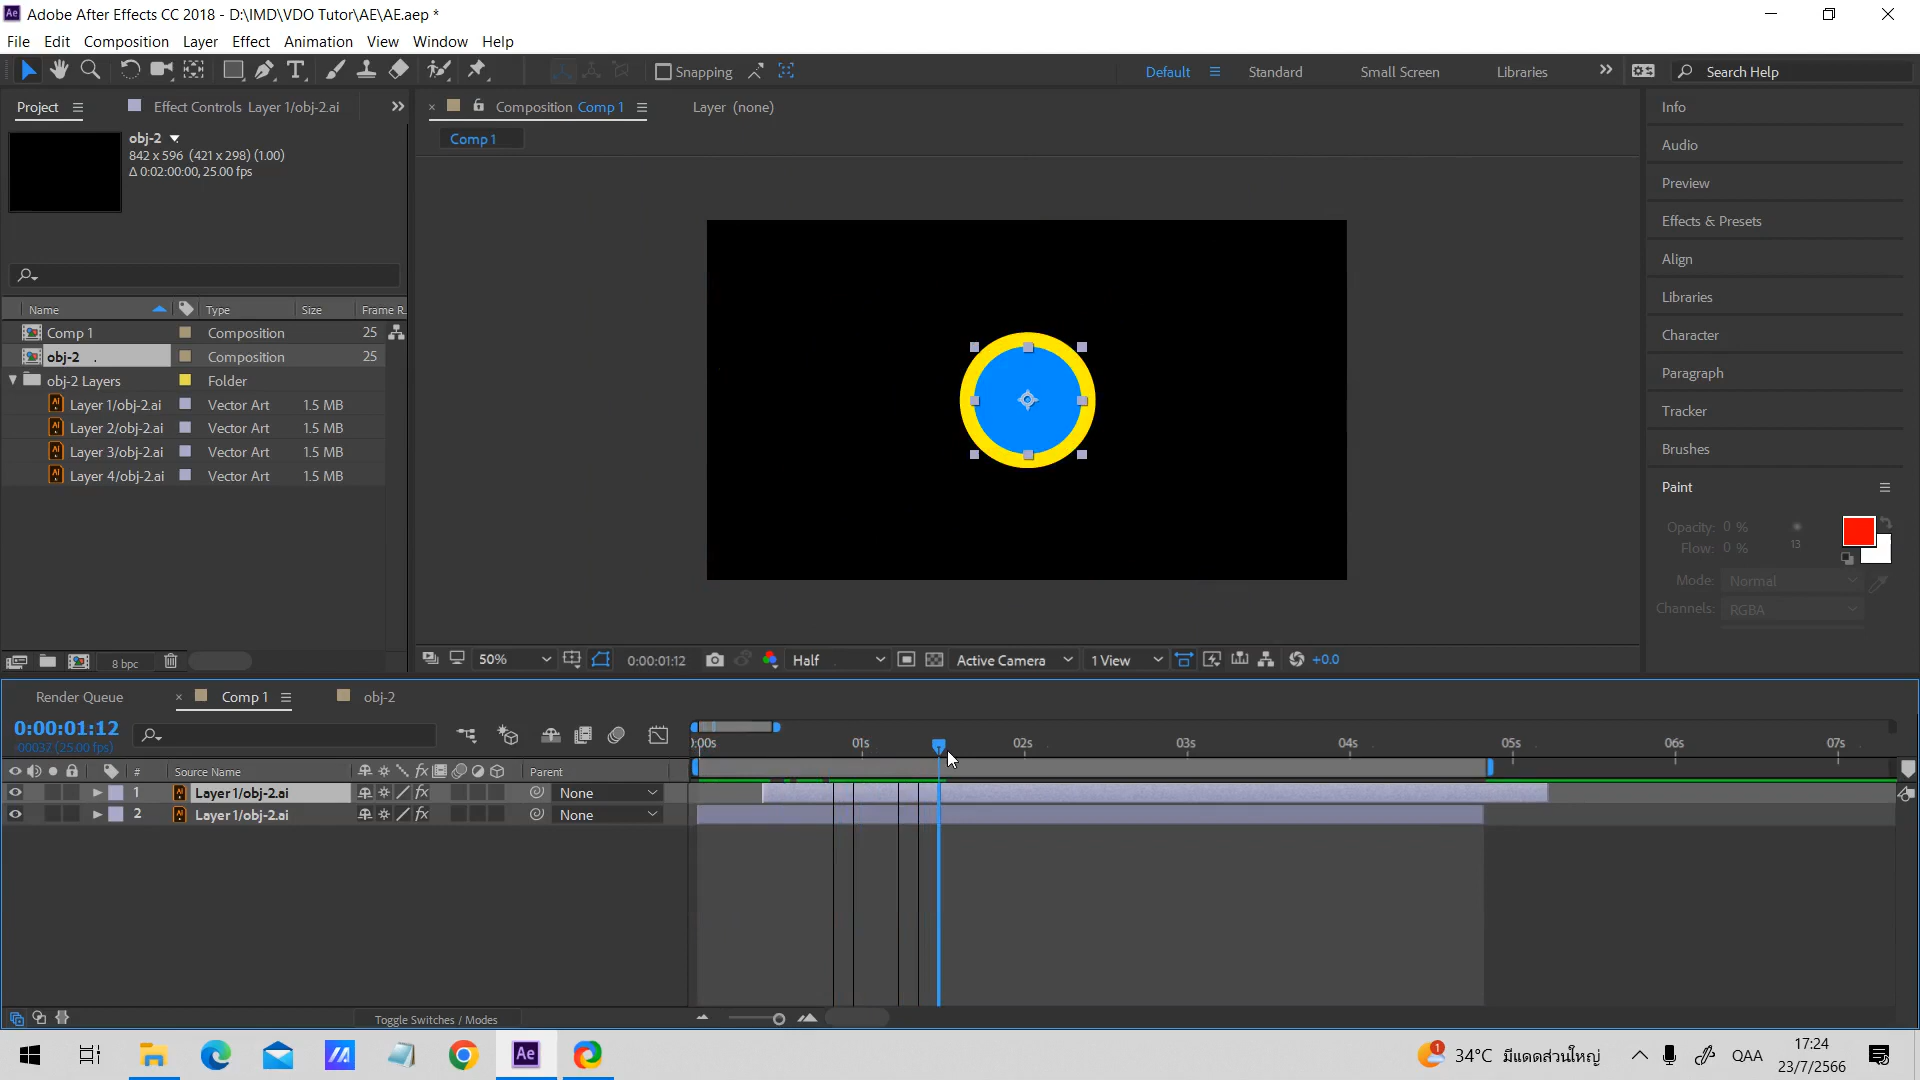 Adobe After Effects CC 2018 - D:\IMD\VDO Tutor\AE\AE.aep *
File Edit Composition Layer Effect Animation View Window Help
Snapping Default Standard Small Screen Libraries Search Help
Project Effect Controls Layer 1/obj-2.ai Composition Comp 1 Layer (none) Info
obj-2
842 x 596 (421 x 298) (1.00)
Δ 0:02:00:00, 25.00 fps
Comp 1
Audio
Preview
Effects & Presets
Align
Libraries
Character
Paragraph
Tracker
Brushes
Paint
Opacity: 0 %
Flow: 0 % 13
Mode: Normal
Channels: RGBA
Name Type Size Frame R
Comp 1 Composition 25
obj-2 Composition 25
obj-2 Layers Folder
Layer 1/obj-2.ai Vector Art 1.5 MB
Layer 2/obj-2.ai Vector Art 1.5 MB
Layer 3/obj-2.ai Vector Art 1.5 MB
Layer 4/obj-2.ai Vector Art 1.5 MB
8 bpc 50% 0:00:01:12 Half Active Camera 1 View +0.0
Render Queue Comp 1 obj-2
0:00:01:12
00037 (25.00 fps)
:00s 01s 02s 03s 04s 05s 06s 07s
# Source Name fx Parent
1 Layer 1/obj-2.ai fx None
2 Layer 1/obj-2.ai fx None
Toggle Switches / Modes
Ae 1 34°C มีแดดส่วนใหญ่ QAA 17:24
23/7/2566